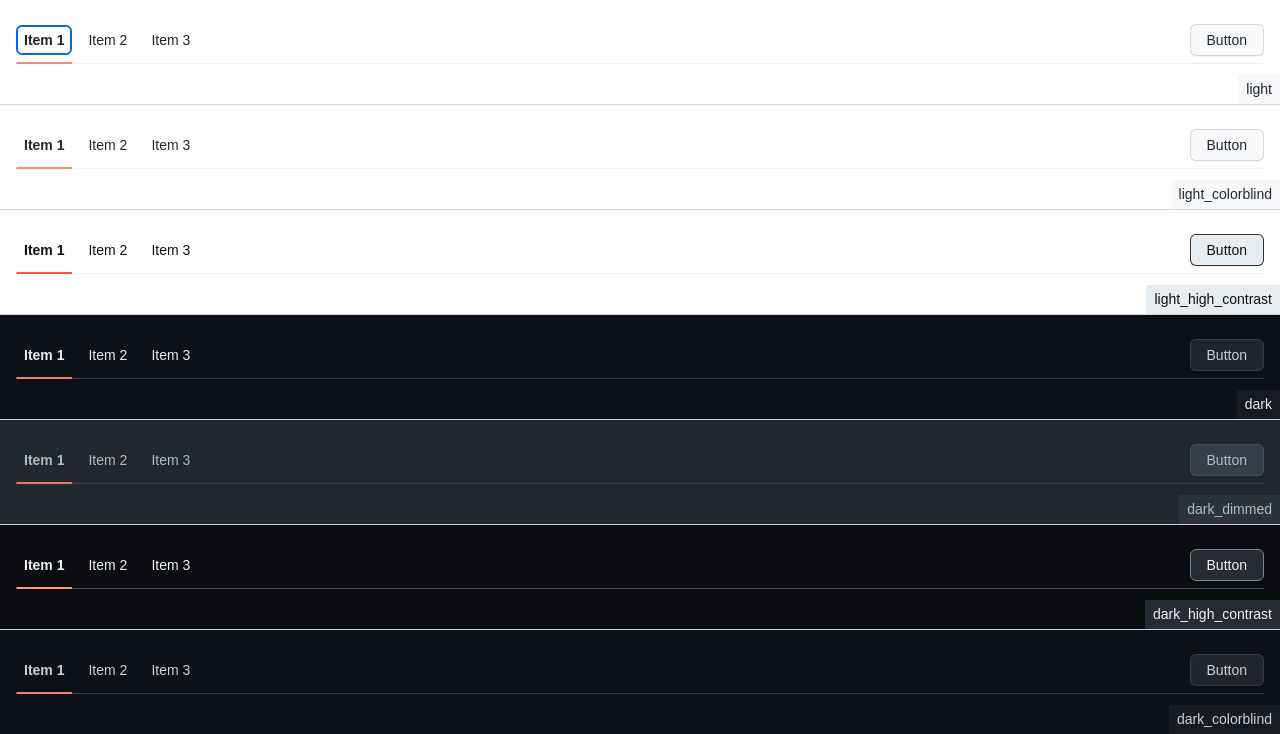 Item 1 Item 2 Item 3 Button
light
Item 1 Item 2 Item 3 Button
light_colorblind
Item 1 Item 2 Item 3 Button
light_high_contrast
Item 1 Item 2 Item 3 Button
dark
Item 1 Item 2 Item 3 Button
dark_dimmed
Item 1 Item 2 Item 3 Button
dark_high_contrast
Item 1 Item 2 Item 3 Button
dark_colorblind